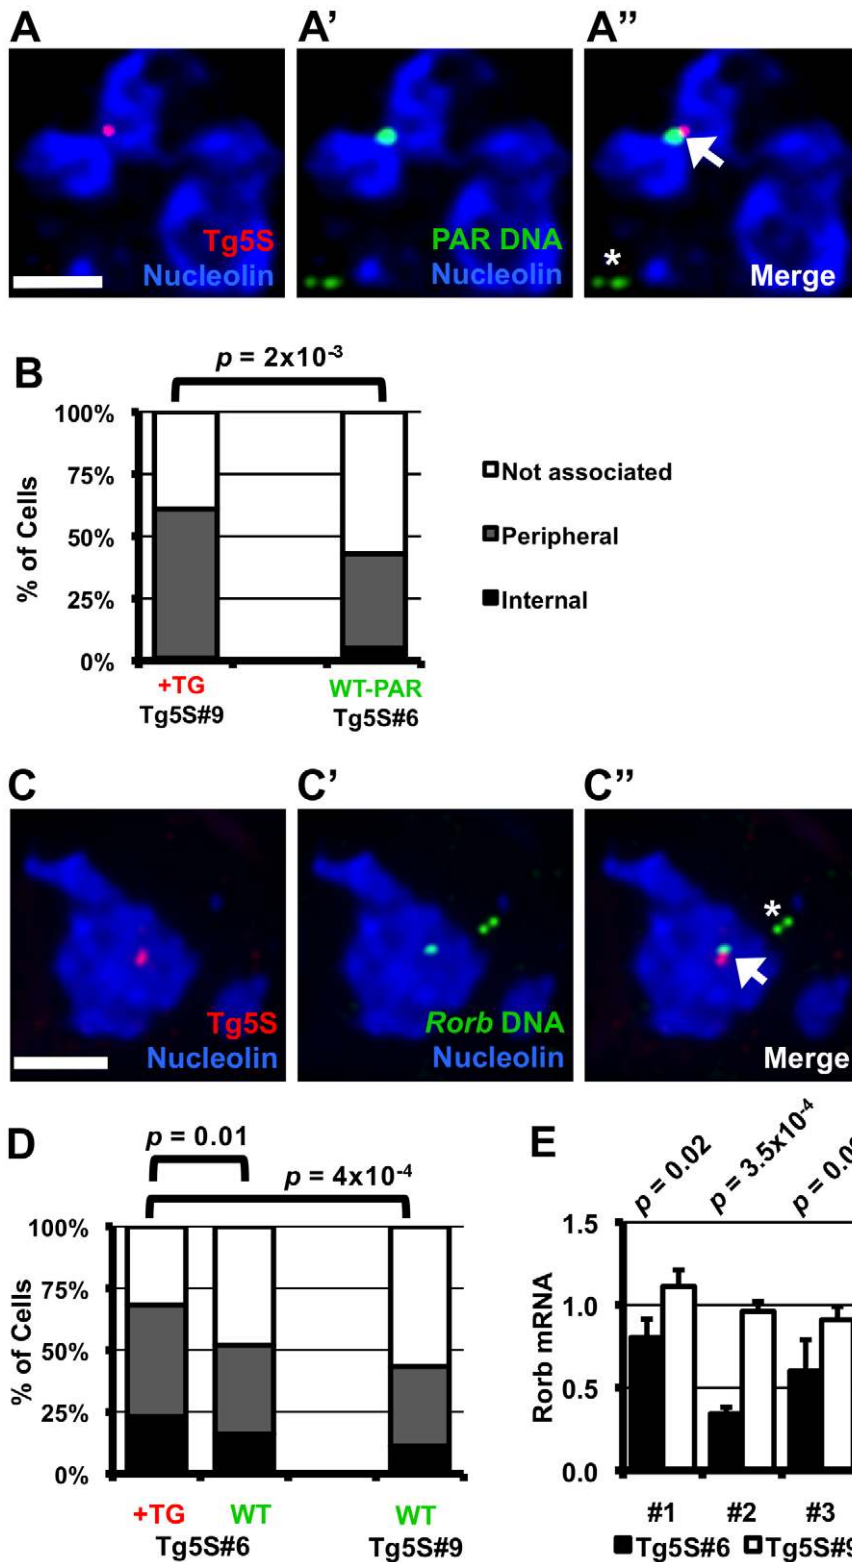 A A' A"
Tg5S
Nucleolin
PAR DNA
Nucleolin
*
Merge
B
p = 2x10-3
100%
75%
50%
25%
0%
% of Cells
+TG
Tg5S#9
WT-PAR
Tg5S#6
Not associated
Peripheral
Internal
C C' C"
Tg5S
Nucleolin
Rorb DNA
Nucleolin
*
Merge
D
p = 0.01
p = 4x10-4
100%
75%
50%
25%
0%
% of Cells
+TG WT WT
Tg5S#6 Tg5S#9
E
p = 0.02
p = 3.5x10-4
p =
1.5
1.0
0.5
0.0
Rorb mRNA
#1 #2 #3
Tg5S#6 Tg5S#9